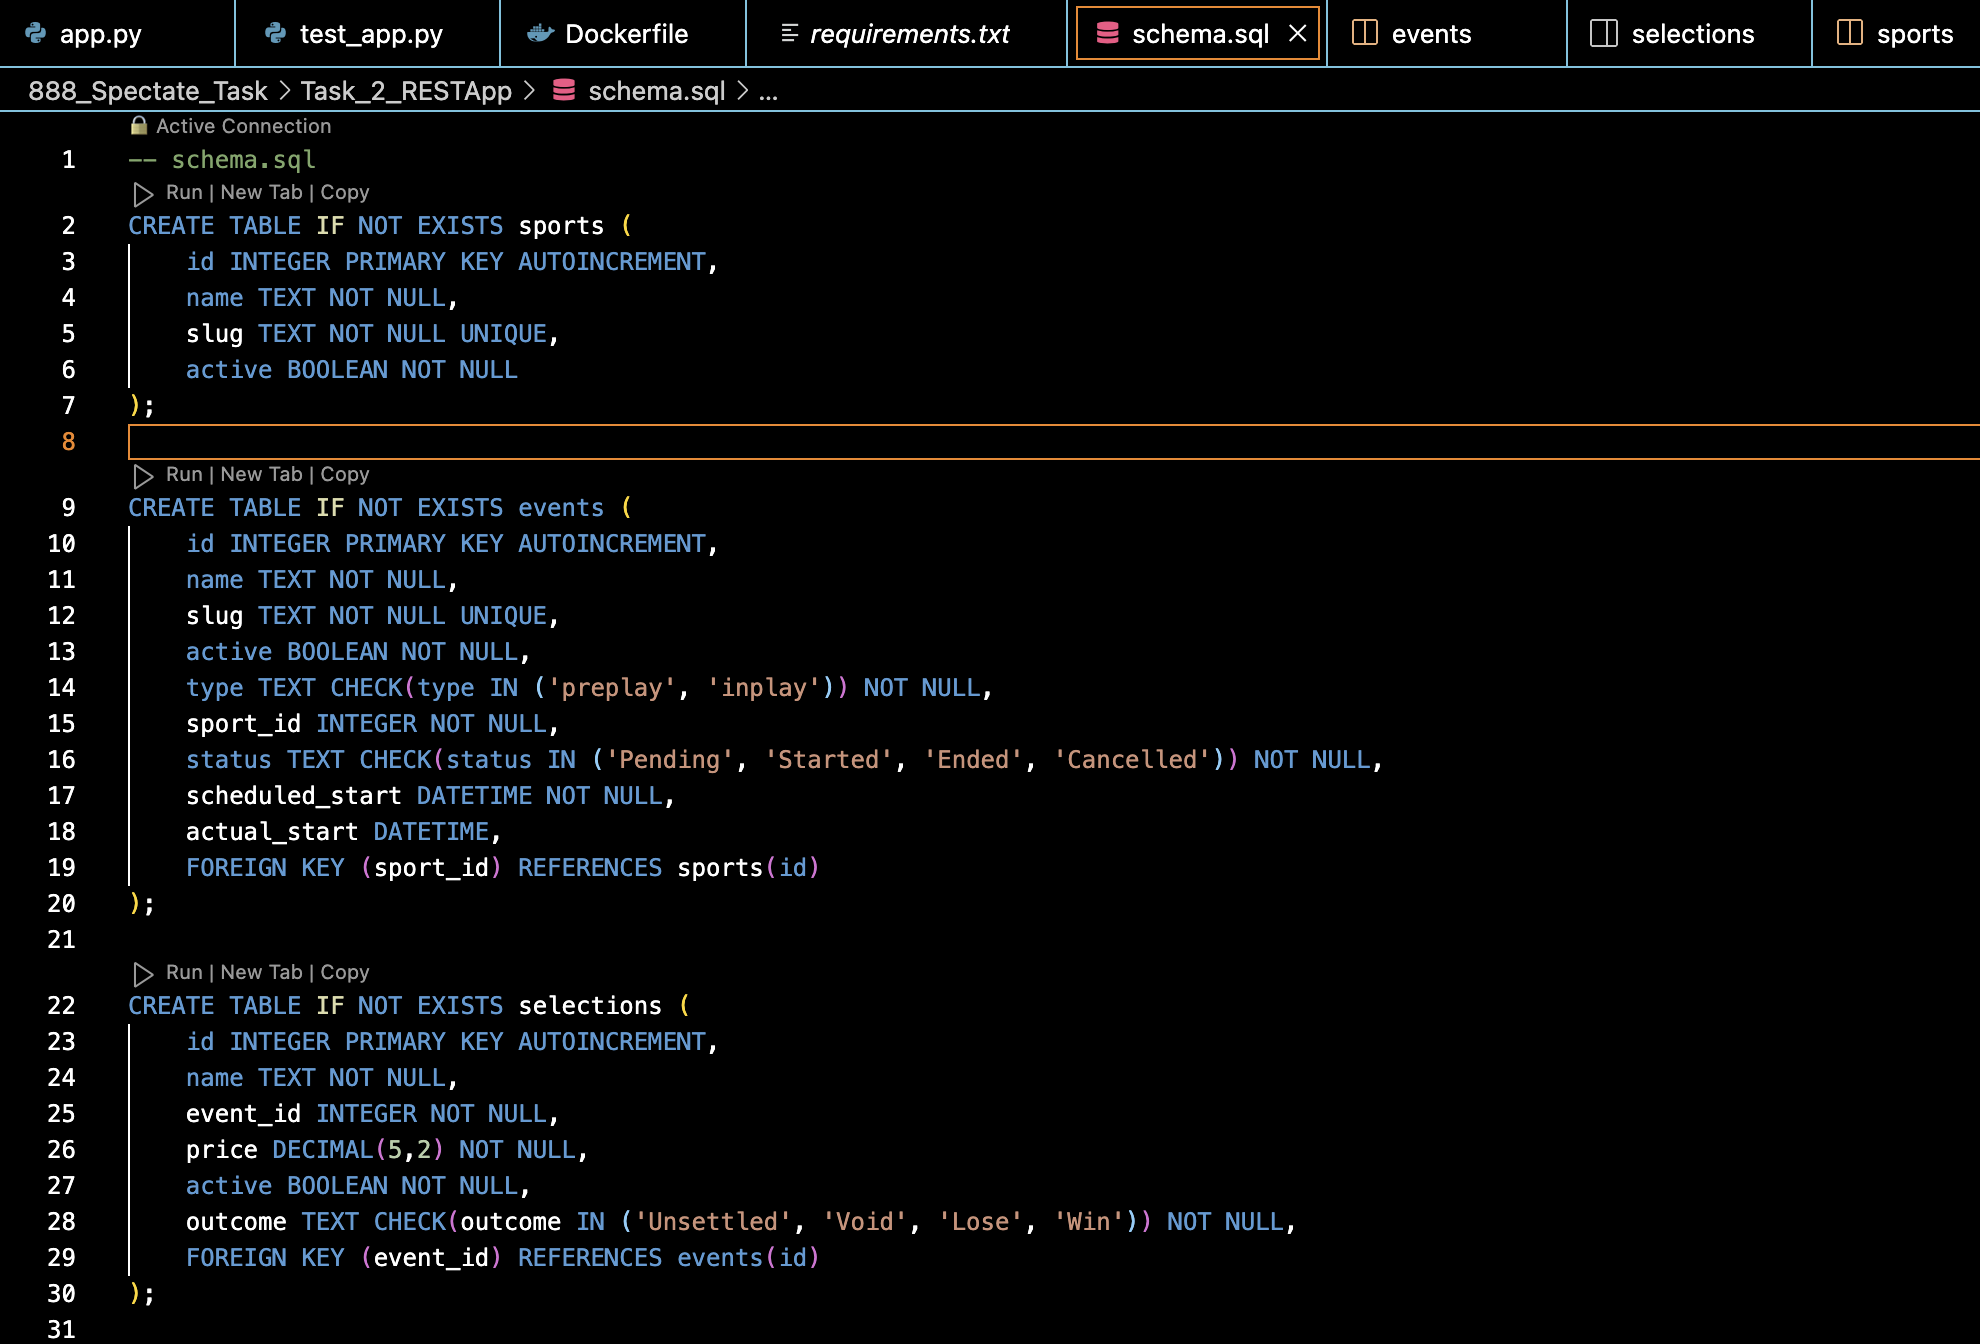 app.py test_app.py Dockerfile requirements.txt schema.sql events selections sports
888_Spectate_Task > Task_2_RESTApp > schema.sql > ...
Active Connection
1 -- schema.sql
Run | New Tab | Copy
2 CREATE TABLE IF NOT EXISTS sports (
3 id INTEGER PRIMARY KEY AUTOINCREMENT,
4 name TEXT NOT NULL,
5 slug TEXT NOT NULL UNIQUE,
6 active BOOLEAN NOT NULL
7 );
8
Run | New Tab | Copy
9 CREATE TABLE IF NOT EXISTS events (
10 id INTEGER PRIMARY KEY AUTOINCREMENT,
11 name TEXT NOT NULL,
12 slug TEXT NOT NULL UNIQUE,
13 active BOOLEAN NOT NULL,
14 type TEXT CHECK(type IN ('preplay', 'inplay')) NOT NULL,
15 sport_id INTEGER NOT NULL,
16 status TEXT CHECK(status IN ('Pending', 'Started', 'Ended', 'Cancelled')) NOT NULL,
17 scheduled_start DATETIME NOT NULL,
18 actual_start DATETIME,
19 FOREIGN KEY (sport_id) REFERENCES sports(id)
20 );
21
Run | New Tab | Copy
22 CREATE TABLE IF NOT EXISTS selections (
23 id INTEGER PRIMARY KEY AUTOINCREMENT,
24 name TEXT NOT NULL,
25 event_id INTEGER NOT NULL,
26 price DECIMAL(5,2) NOT NULL,
27 active BOOLEAN NOT NULL,
28 outcome TEXT CHECK(outcome IN ('Unsettled', 'Void', 'Lose', 'Win')) NOT NULL,
29 FOREIGN KEY (event_id) REFERENCES events(id)
30 );
31